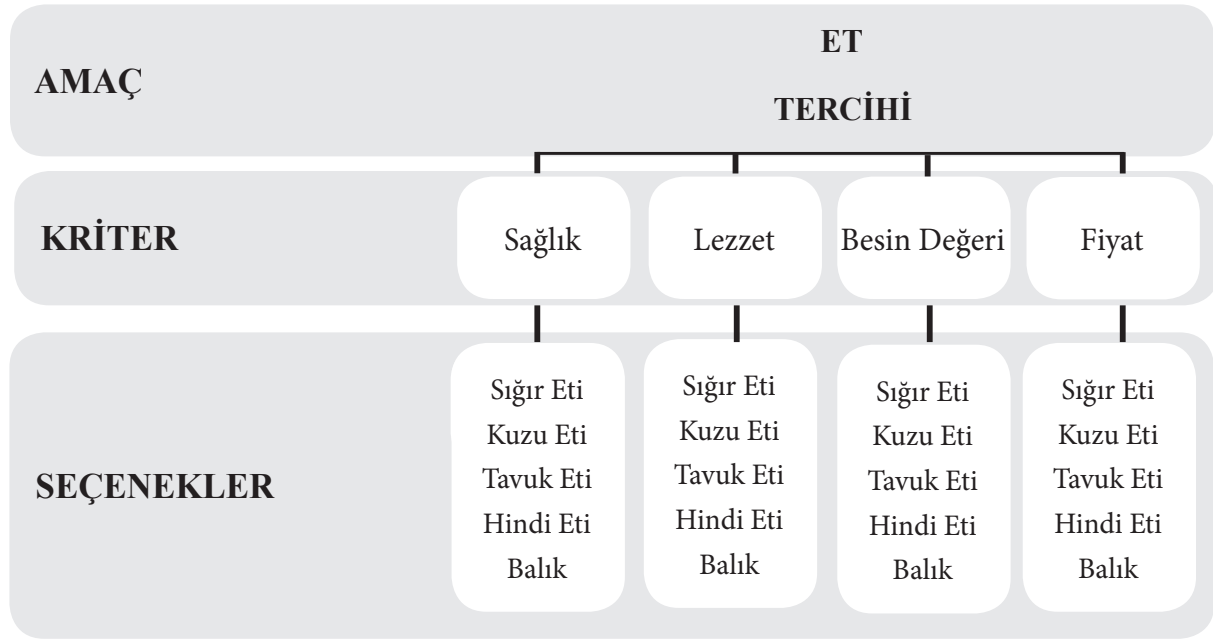 ET
TERCİHİ
AMAÇ
KRİTER
Sağlık
Lezzet
Besin Değeri
Fiyat
SEÇENEKLER
Sığır Eti
Kuzu Eti
Tavuk Eti
Hindi Eti
Balık
Sığır Eti
Kuzu Eti
Tavuk Eti
Hindi Eti
Balık
Sığır Eti
Kuzu Eti
Tavuk Eti
Hindi Eti
Balık
Sığır Eti
Kuzu Eti
Tavuk Eti
Hindi Eti
Balık